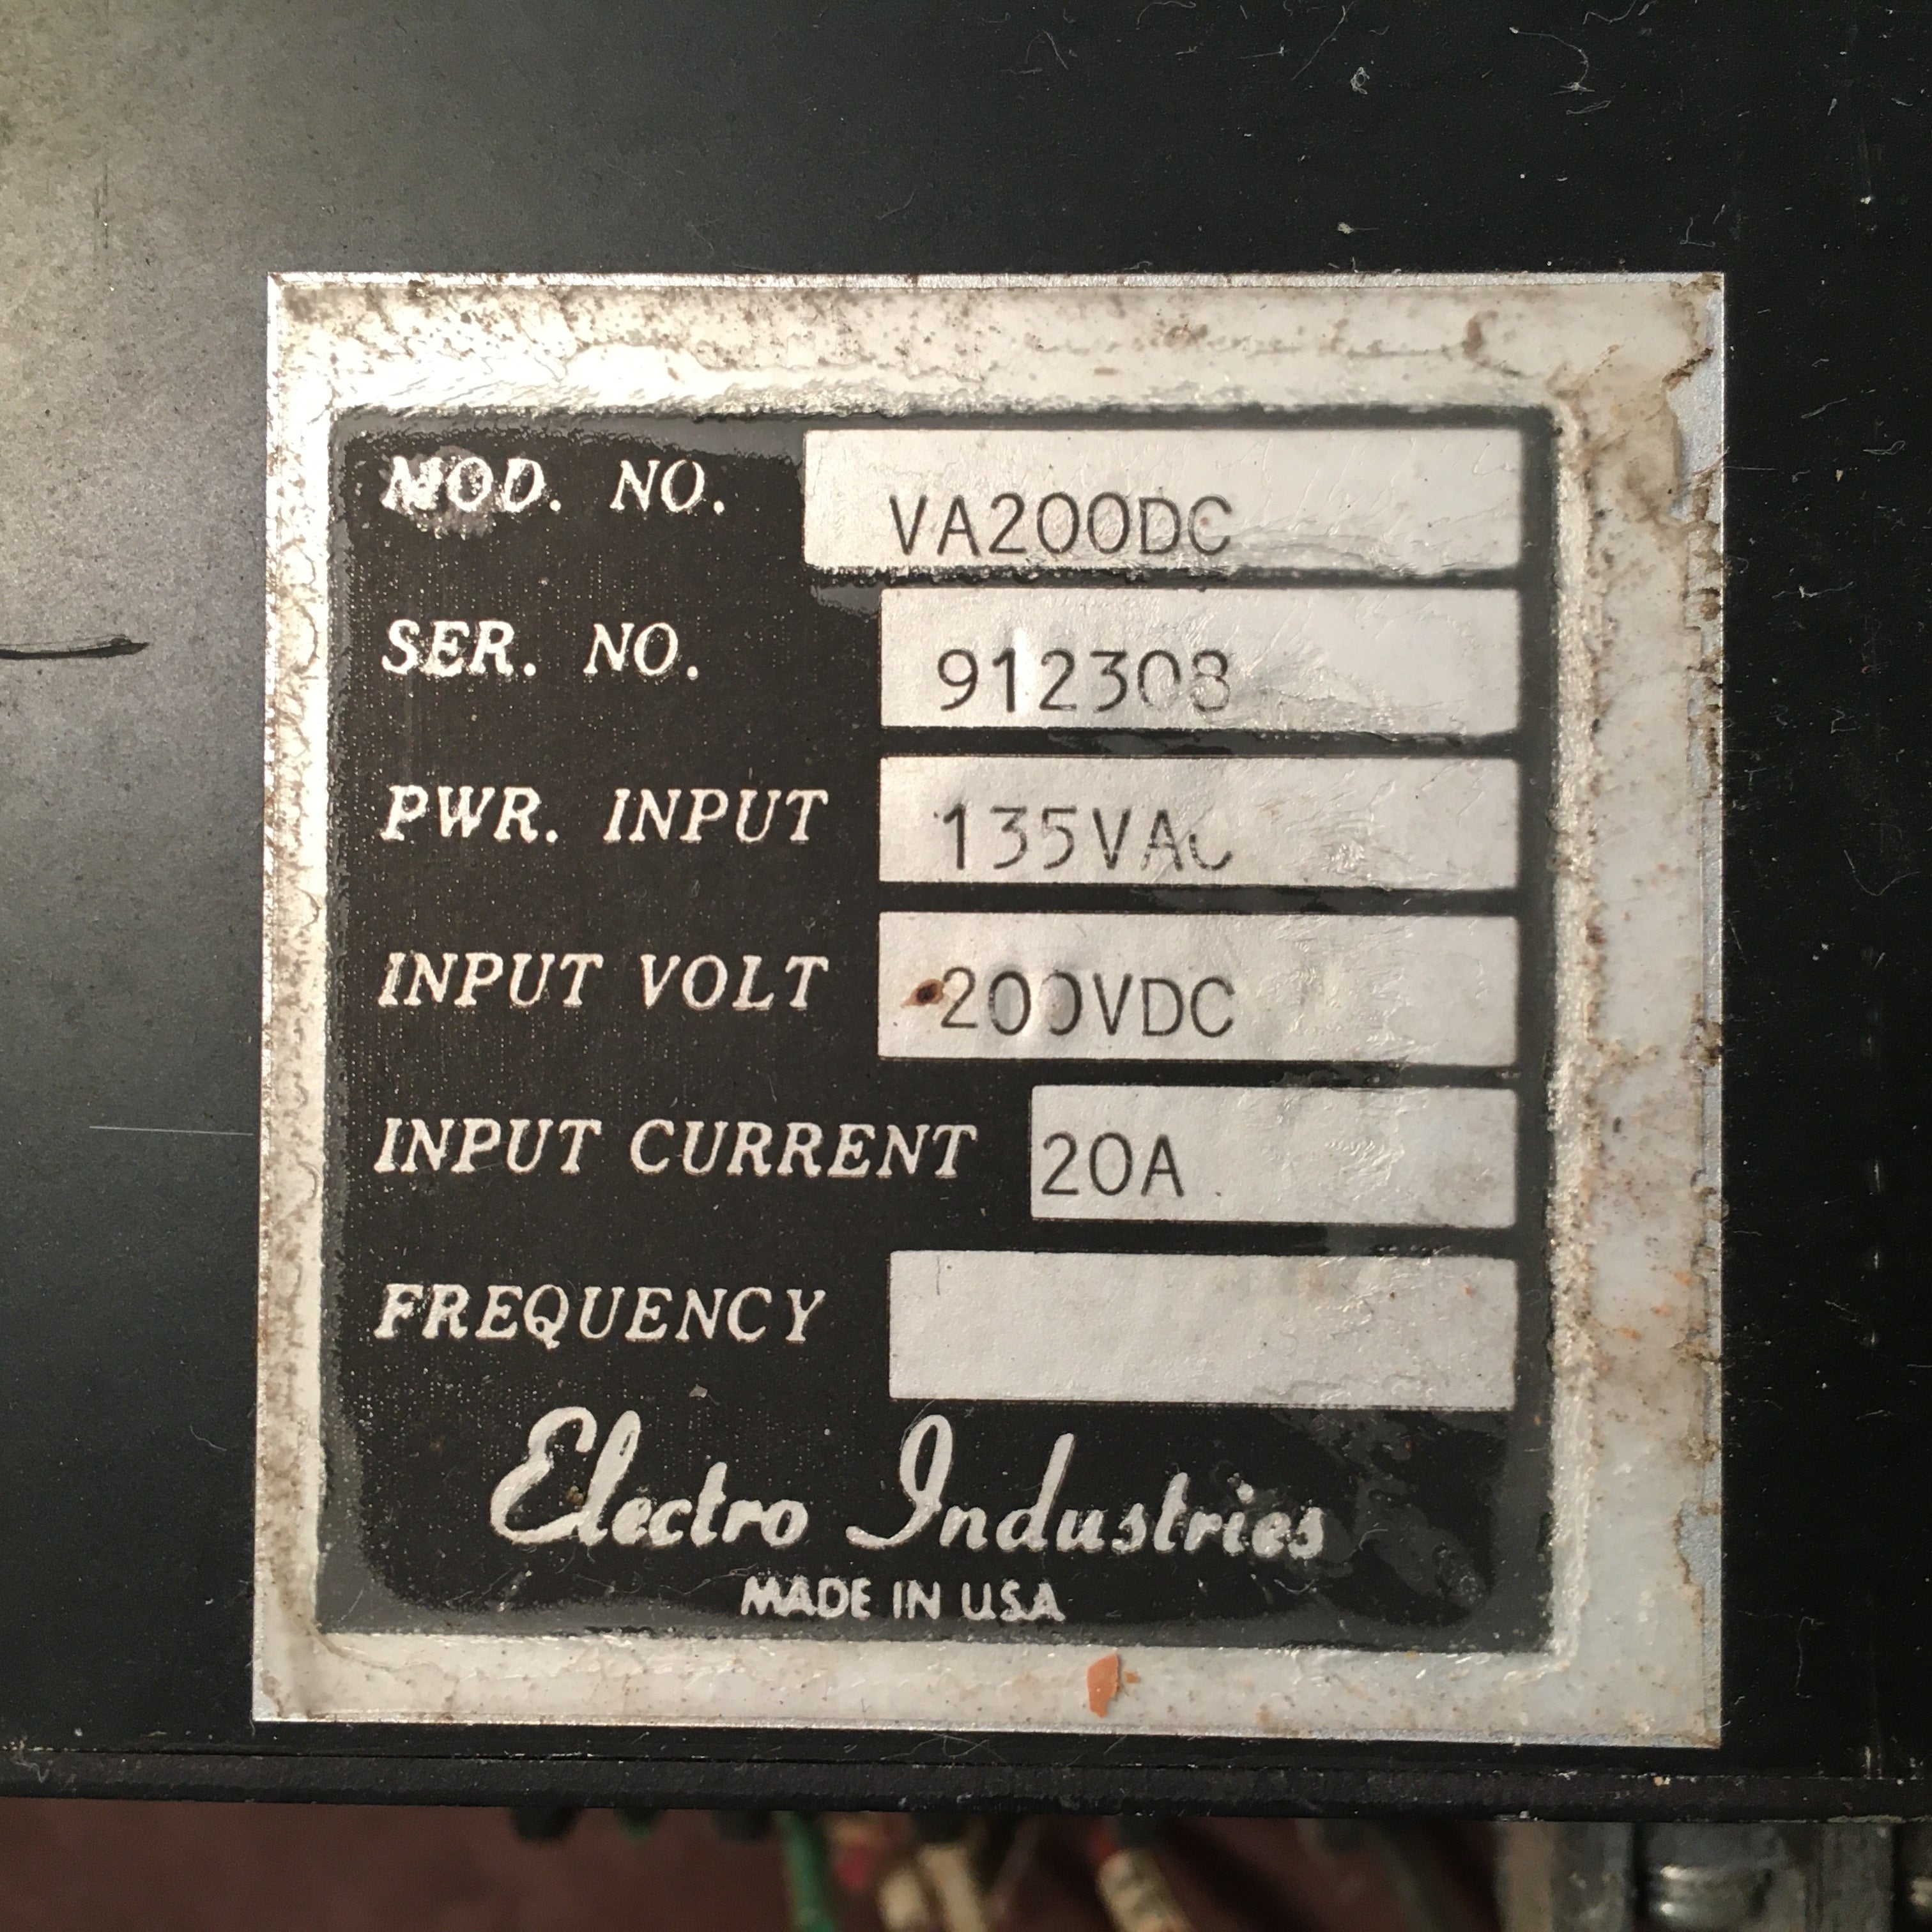 MOD. NO. VA200DC
SER. NO. 912308
PWR. INPUT 135VAC
INPUT VOLT 200VDC
INPUT CURRENT 20A
FREQUENCY
Electro Industries
MADE IN U.S.A